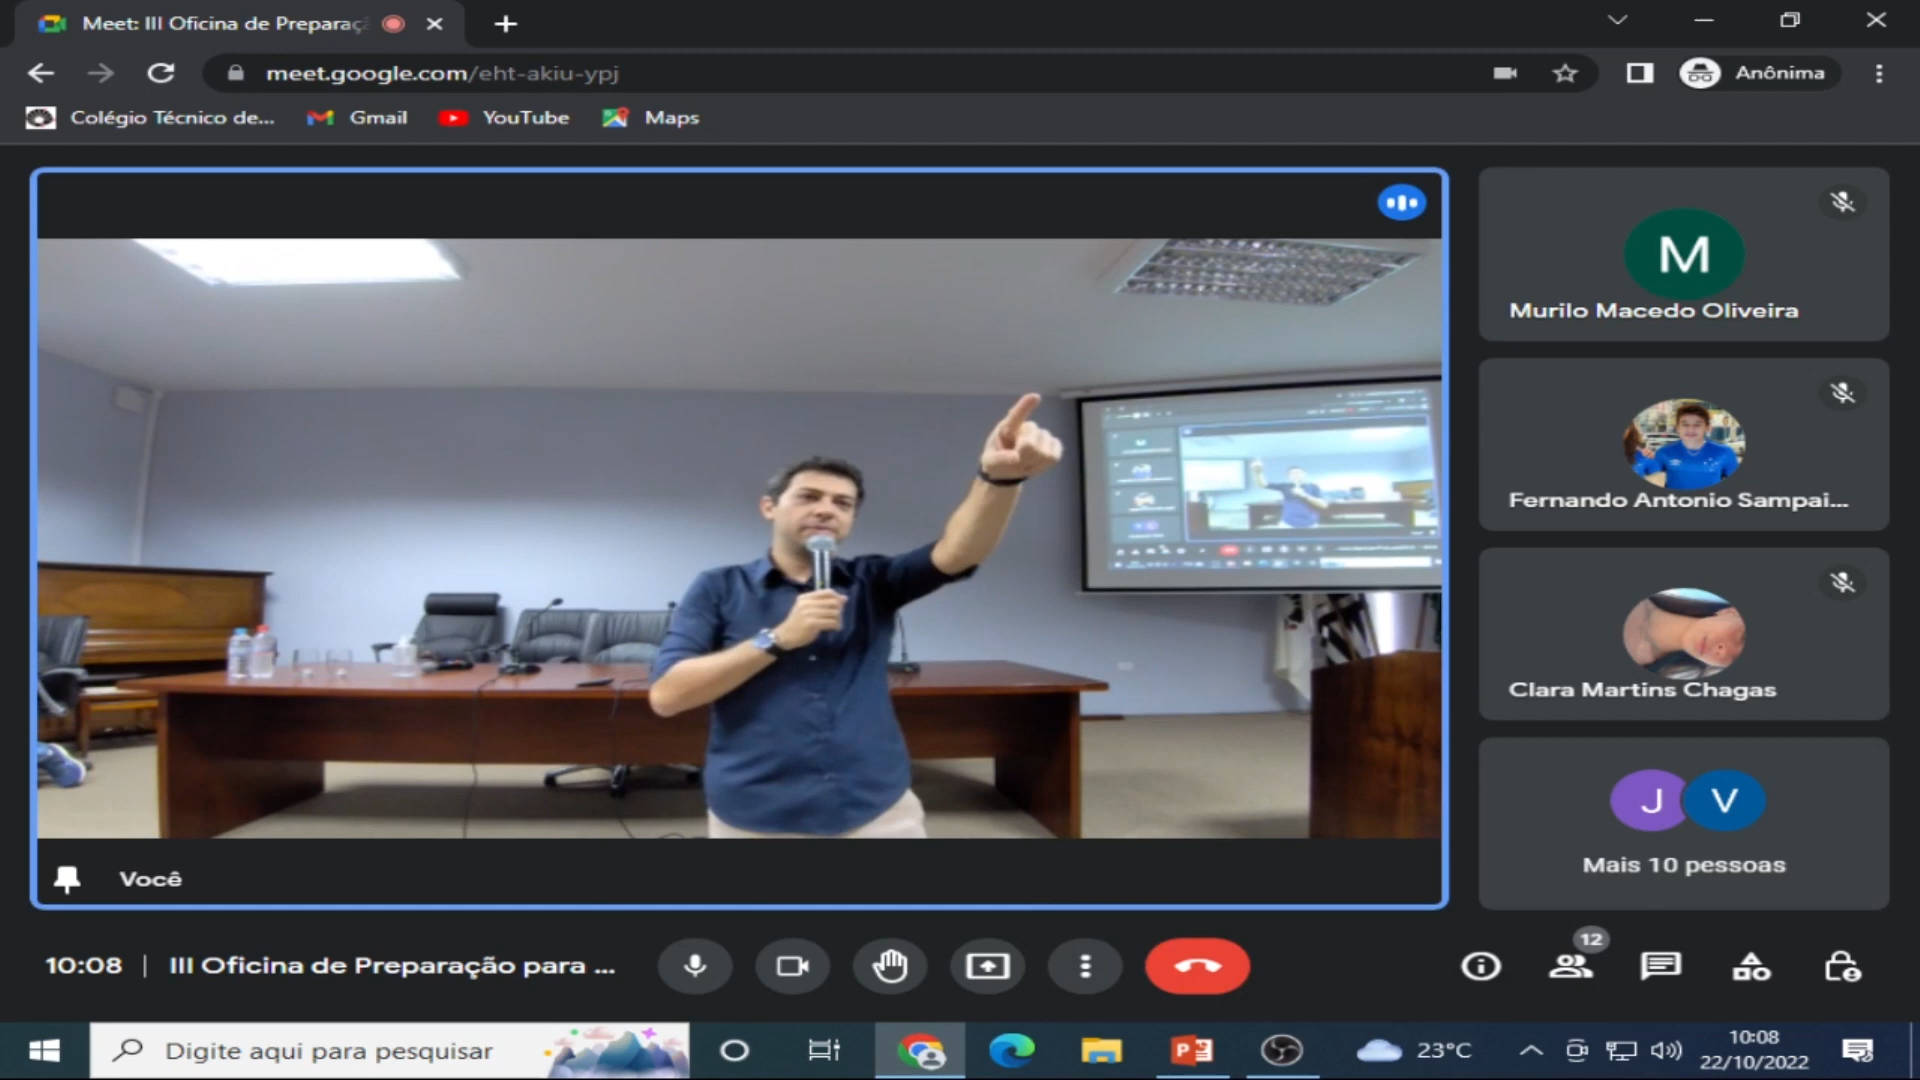 Meet: III Oficina de Preparaçã
meet.google.com/eht-akiu-ypj
Anônima
Colégio Técnico de...
Gmail
YouTube
Maps
M
Murilo Macedo Oliveira
Fernando Antonio Sampai...
Clara Martins Chagas
J
V
Mais 10 pessoas
Você
10:08 | III Oficina de Preparação para ...
12
Digite aqui para pesquisar
23°C
10:08
22/10/2022